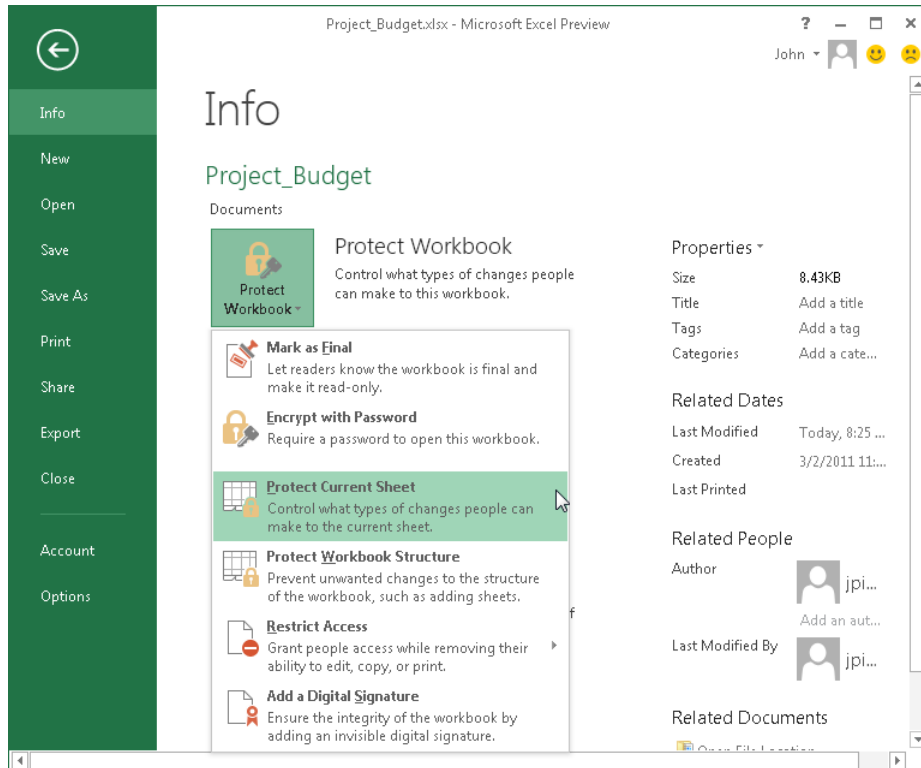 Project_Budget.xlsx - Microsoft Excel Preview
?
John
Info
New
Open
Save
Save As
Print
Share
Export
Close
Account
Options
Info
Project_Budget
Documents
Protect
Workbook
Protect Workbook
Control what types of changes people
can make to this workbook.
Mark as Final
Let readers know the workbook is final and
make it read-only.
Encrypt with Password
Require a password to open this workbook.
Protect Current Sheet
Control what types of changes people can
make to the current sheet.
Protect Workbook Structure
Prevent unwanted changes to the structure
of the workbook, such as adding sheets.
Restrict Access
Grant people access while removing their
ability to edit, copy, or print.
Add a Digital Signature
Ensure the integrity of the workbook by
adding an invisible digital signature.
f
Properties
Size 8.43KB
Title Add a title
Tags Add a tag
Categories Add a cate...
Related Dates
Last Modified Today, 8:25 ...
Created 3/2/2011 11:...
Last Printed
Related People
Author jpi...
Add an aut...
Last Modified By jpi...
Related Documents
Open File Location